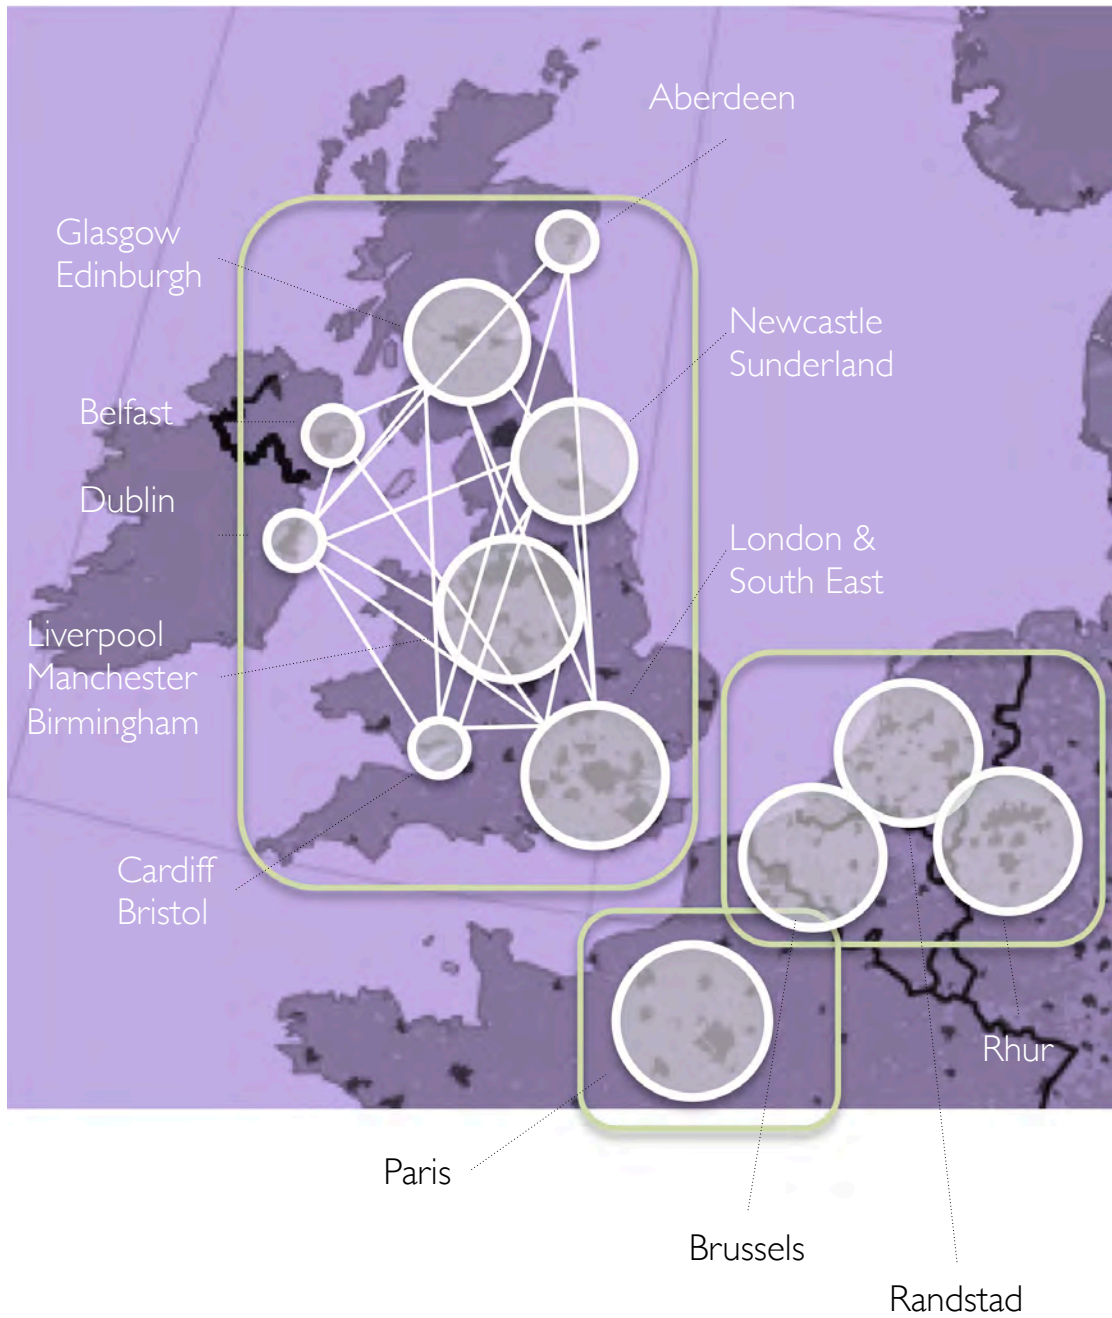 Aberdeen
Glasgow
Edinburgh
Newcastle
Sunderland
Belfast
Dublin
London &
South East
Liverpool
Manchester
Birmingham
Cardiff
Bristol
Rhur
Paris
Brussels
Randstad